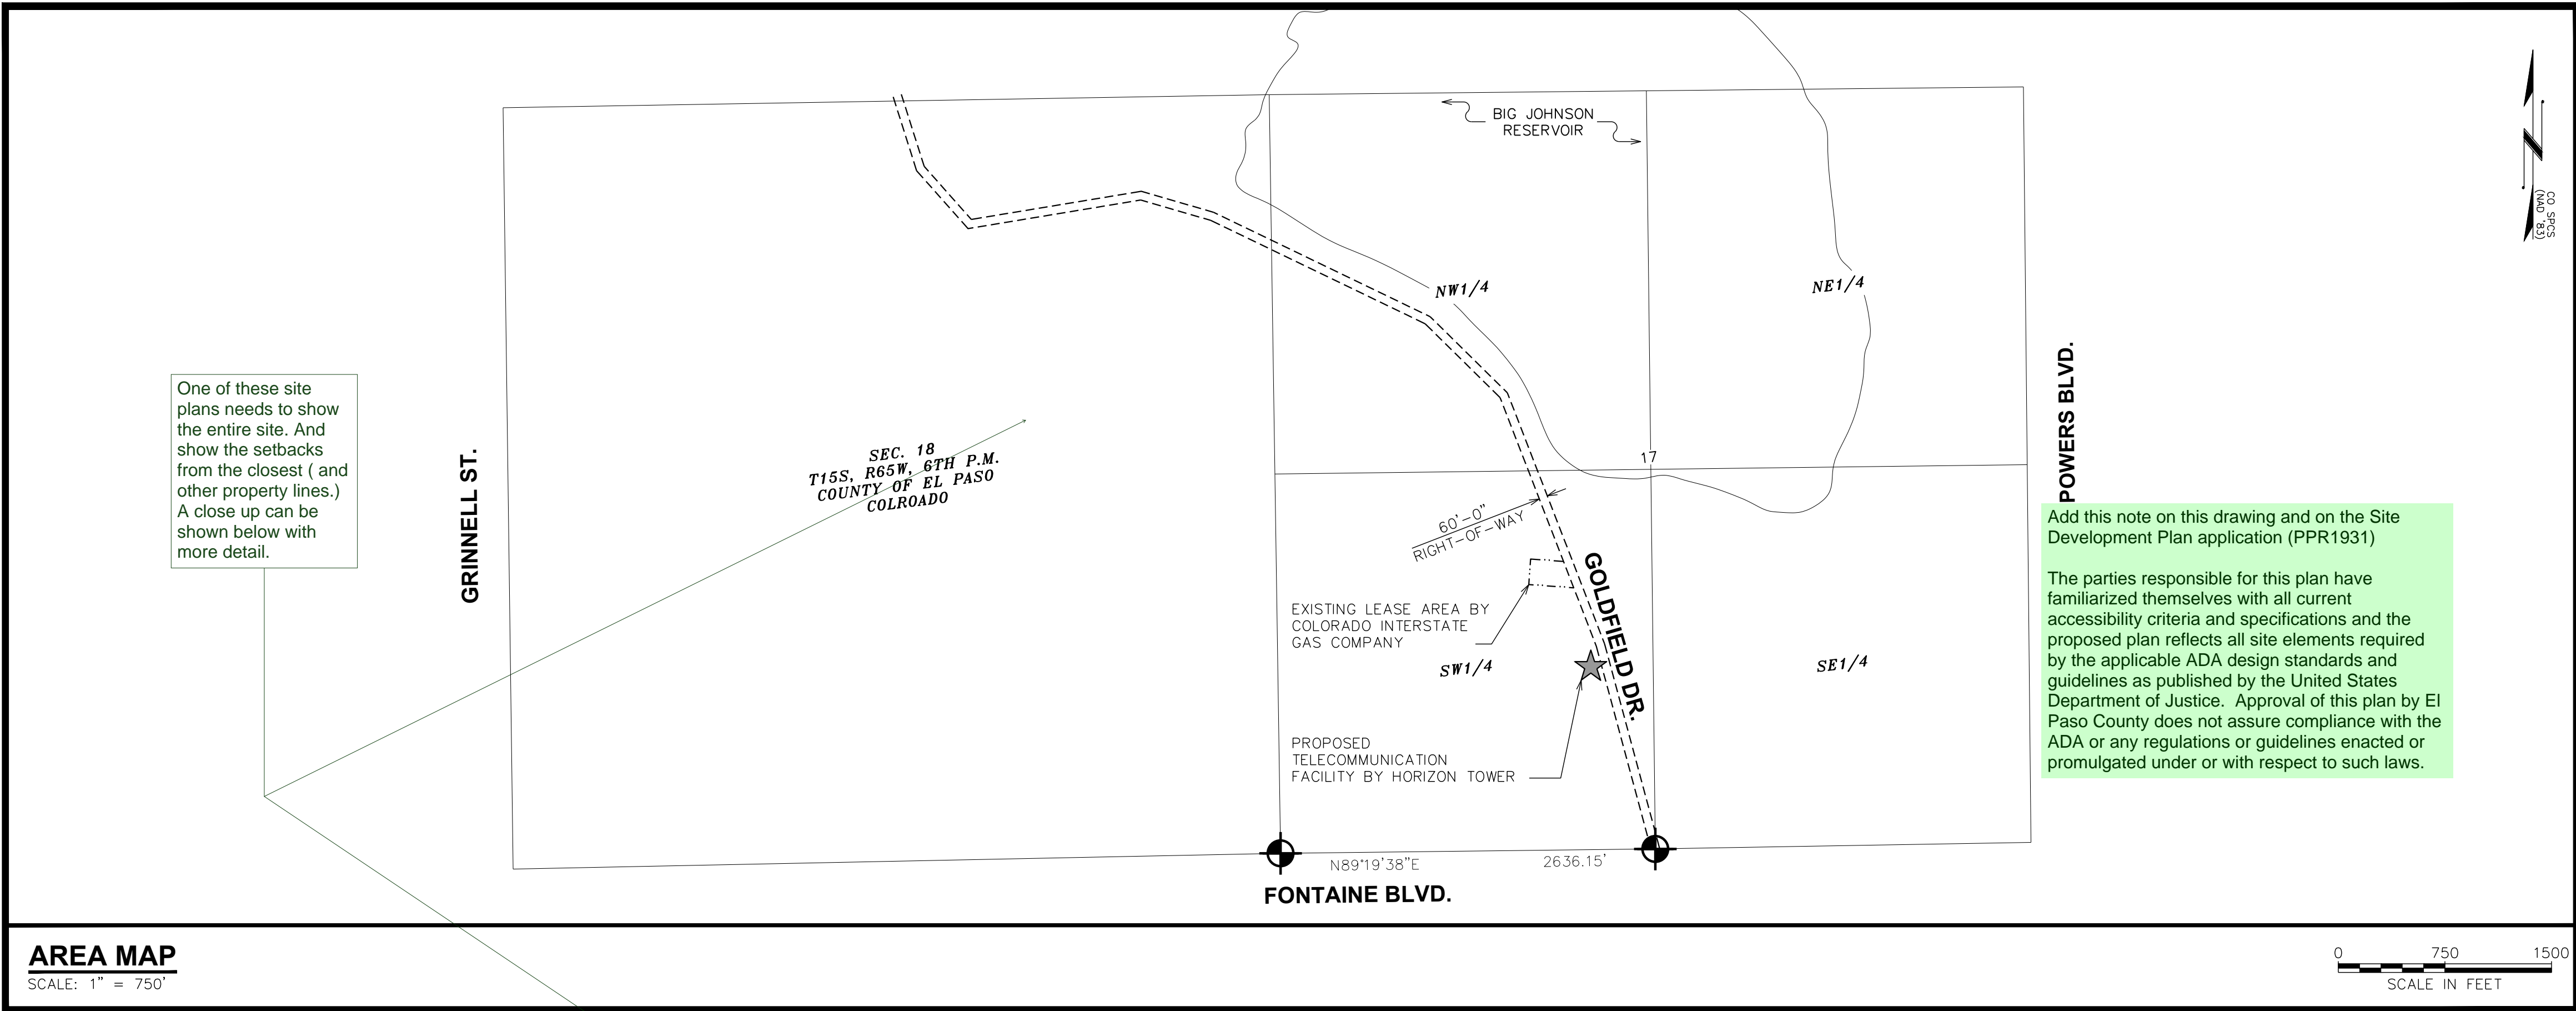 BIG JOHNSON
RESERVOIR
CO SPCS
(NAD '83)
NW1/4
NE1/4
One of these site
plans needs to show
the entire site. And
show the setbacks
from the closest ( and
other property lines.)
A close up can be
shown below with
more detail.
GRINNELL ST.
SEC. 18
T15S, R65W, 6TH P.M.
COUNTY OF EL PASO
COLROADO
17
POWERS BLVD.
60'-0"
RIGHT-OF-WAY
GOLDFIELD DR.
EXISTING LEASE AREA BY
COLORADO INTERSTATE
GAS COMPANY
SW1/4
SE1/4
PROPOSED
TELECOMMUNICATION
FACILITY BY HORIZON TOWER
Add this note on this drawing and on the Site
Development Plan application (PPR1931)
The parties responsible for this plan have
familiarized themselves with all current
accessibility criteria and specifications and the
proposed plan reflects all site elements required
by the applicable ADA design standards and
guidelines as published by the United States
Department of Justice.  Approval of this plan by El
Paso County does not assure compliance with the
ADA or any regulations or guidelines enacted or
promulgated under or with respect to such laws.
N89°19'38"E
2636.15'
FONTAINE BLVD.
AREA MAP
SCALE: 1" = 750'
0 750 1500
SCALE IN FEET